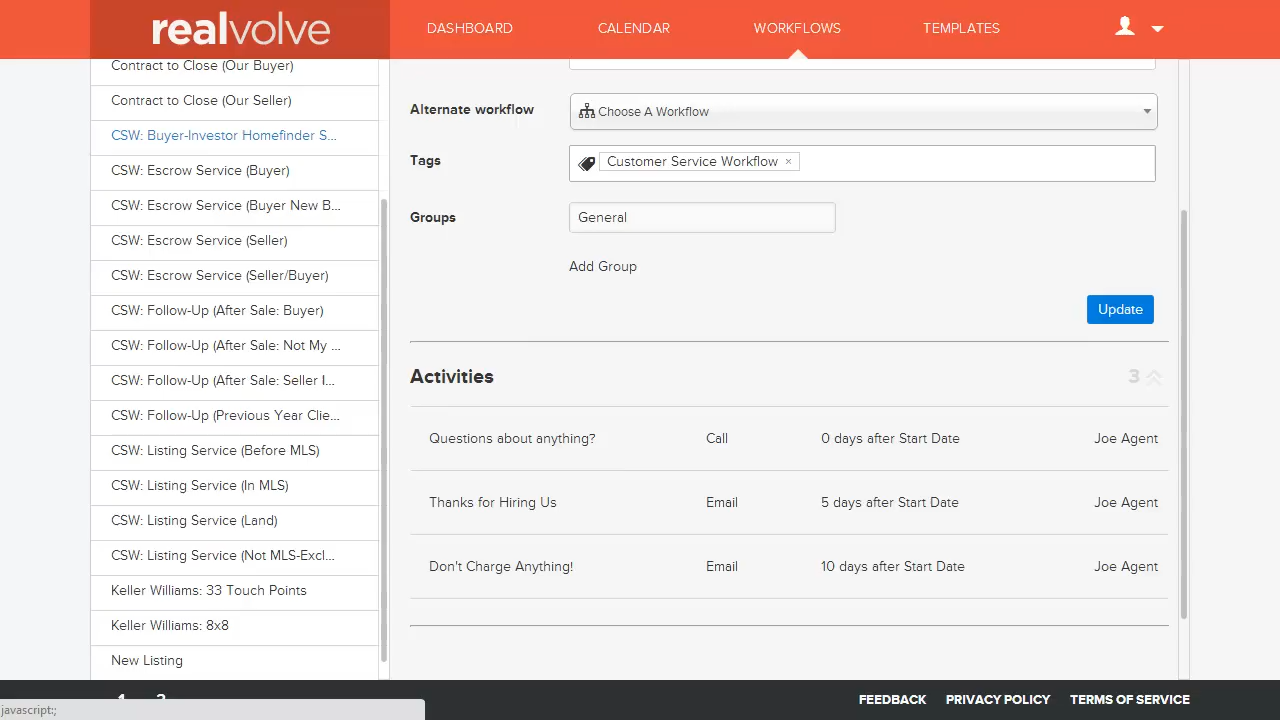 realvolve
DASHBOARD
CALENDAR
WORKFLOWS
TEMPLATES
Contract to Close (Our Buyer)
Contract to Close (Our Seller)
CSW: Buyer-Investor Homefinder S...
CSW: Escrow Service (Buyer)
CSW: Escrow Service (Buyer New B...
CSW: Escrow Service (Seller)
CSW: Escrow Service (Seller/Buyer)
CSW: Follow-Up (After Sale: Buyer)
CSW: Follow-Up (After Sale: Not My ...
CSW: Follow-Up (After Sale: Seller I...
CSW: Follow-Up (Previous Year Clie...
CSW: Listing Service (Before MLS)
CSW: Listing Service (In MLS)
CSW: Listing Service (Land)
CSW: Listing Service (Not MLS-Excl...
Keller Williams: 33 Touch Points
Keller Williams: 8x8
New Listing
Alternate workflow
Choose A Workflow
Tags
Customer Service Workflow ×
Groups
General
Add Group
Update
Activities
3
Questions about anything? Call 0 days after Start Date Joe Agent
Thanks for Hiring Us Email 5 days after Start Date Joe Agent
Don't Charge Anything! Email 10 days after Start Date Joe Agent
FEEDBACK
PRIVACY POLICY
TERMS OF SERVICE
javascript:;